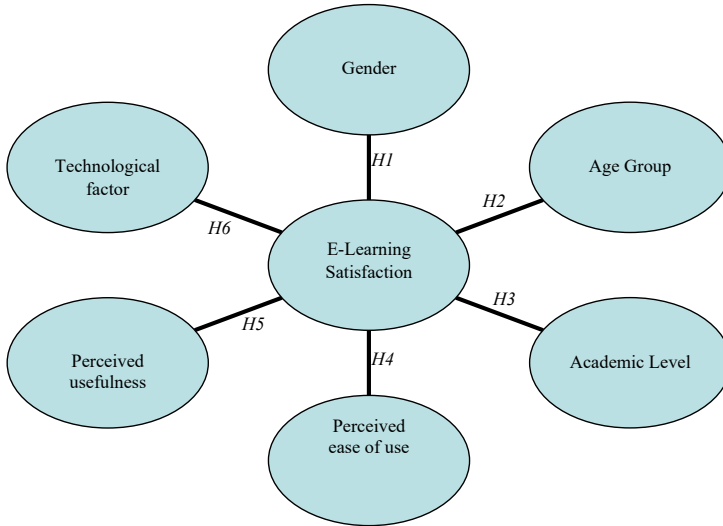 Gender
H1
Technological
factor
Age Group
H2
H6
E-Learning
Satisfaction
H3
H5
Perceived
usefulness
H4
Academic Level
Perceived
ease of use